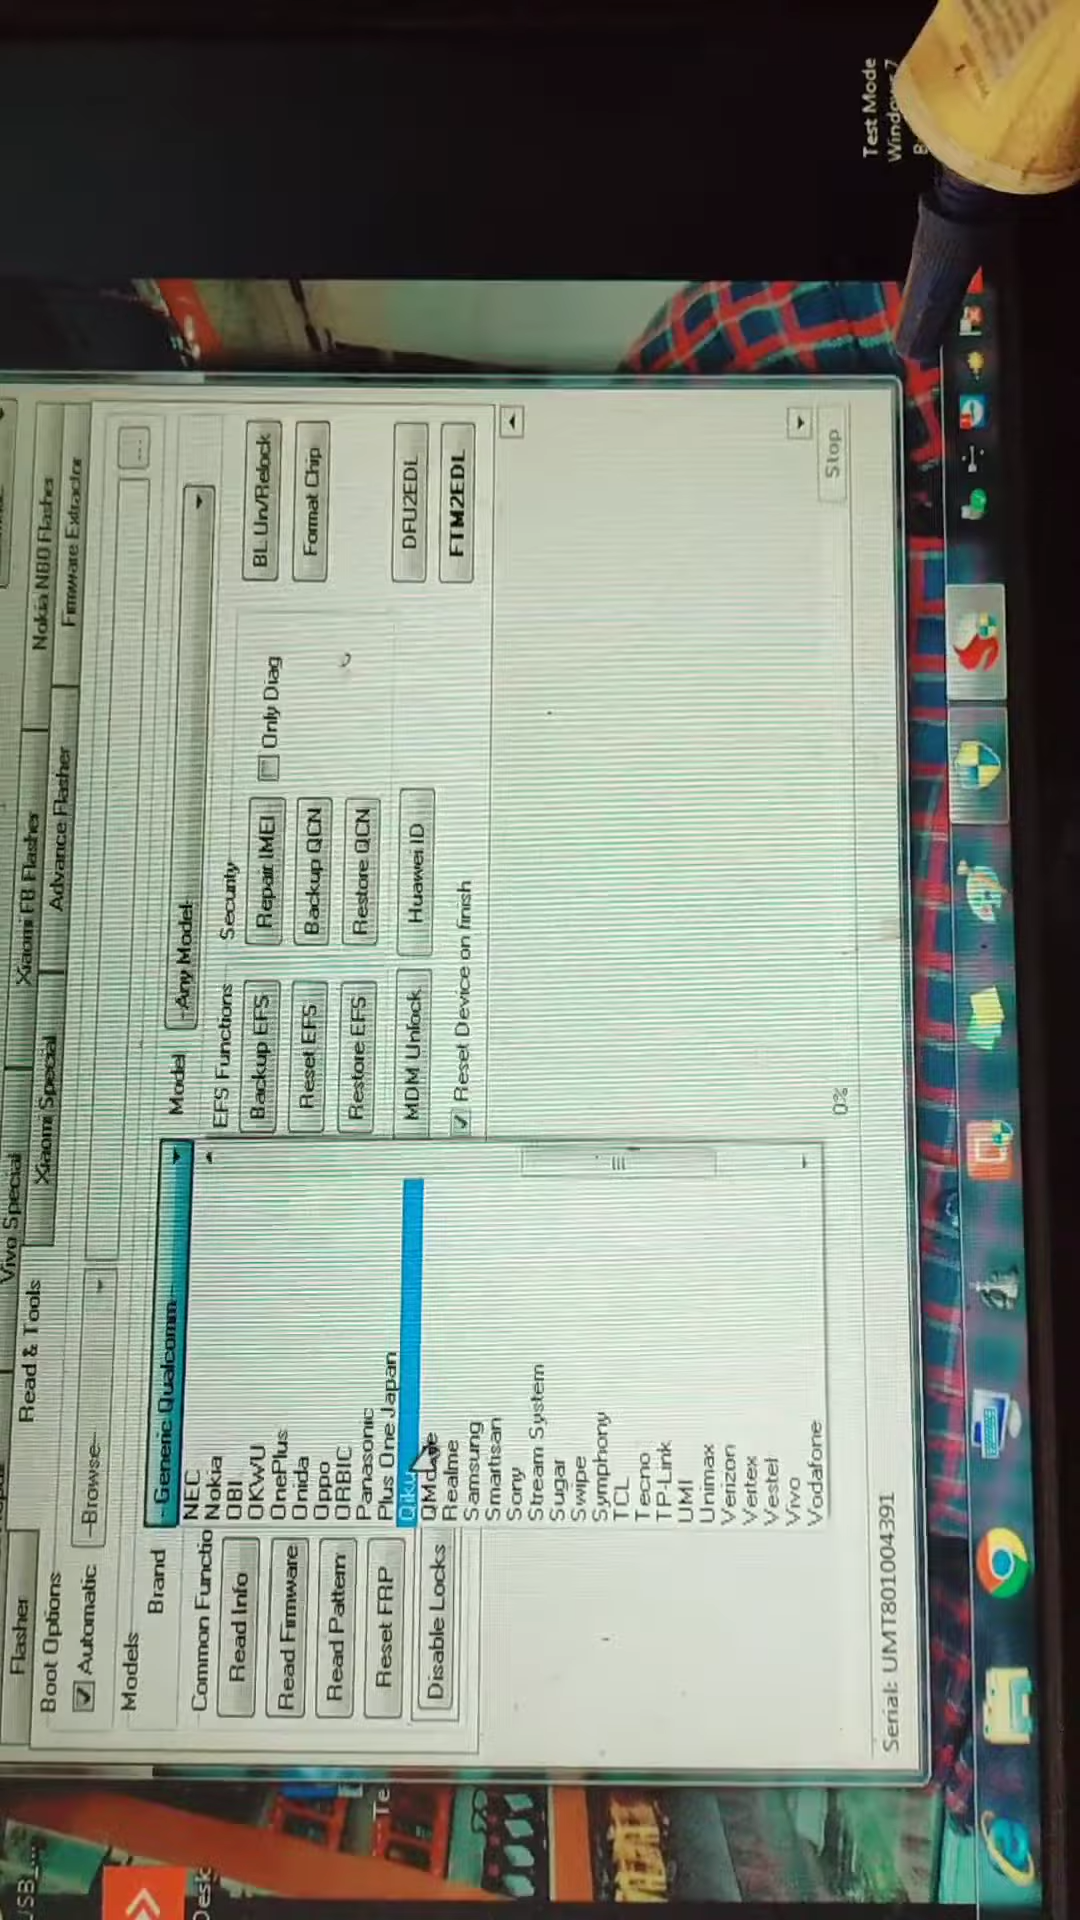 Vivo Special
Xiaomi FB Flasher
Nokia NB0 Flasher
Flasher
Read & Tools
Xiaomi Special
Advance Flasher
Firmware Extractor
Boot Options
Automatic
--Browse--
...
Models
Brand
- Generic Qualcomm -
Model
-Any Model-
Common Functio
EFS Functions
Security
Read Info
Read Firmware
Read Pattern
Reset FRP
Disable Locks
NEC
Nokia
OBI
OKWU
OnePlus
Onida
Oppo
ORBIC
Panasonic
Plus One Japan
Qiku
Realme
Samsung
Smartisan
Sony
Stream System
Sugar
Swipe
Symphony
TCL
Tecno
TP-Link
UMI
Unimax
Verizon
Vertex
Vestel
Vivo
Vodafone
Backup EFS
Reset EFS
Restore EFS
MDM Unlock
Repair IMEI
Backup QCN
Restore QCN
Huawei ID
Only Diag
BL Un/Relock
Format Chip
DFU2EDL
FTM2EDL
Reset Device on finish
0%
Stop
Serial: UMT801004391
Test Mode
Windows 7